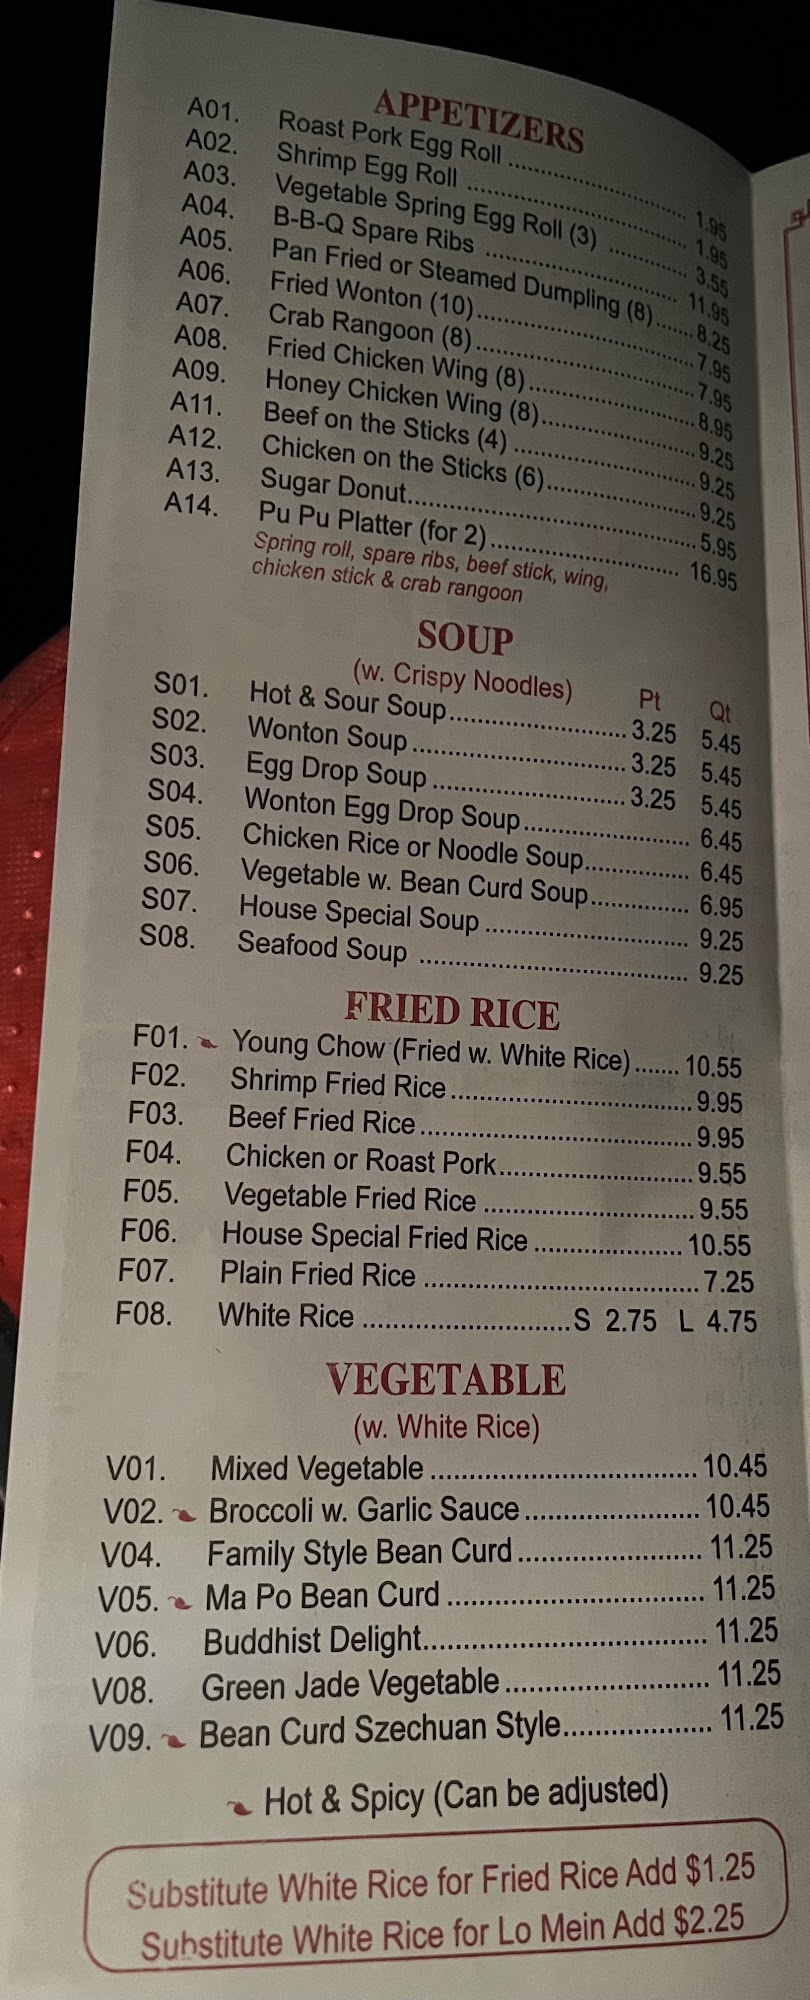 APPETIZERS
A01. Roast Pork Egg Roll ........ 1.95
A02. Shrimp Egg Roll ........ 1.95
A03. Vegetable Spring Egg Roll (3) ........ 3.55
A04. B-B-Q Spare Ribs ........ 11.95
A05. Pan Fried or Steamed Dumpling (8) ........ 8.25
A06. Fried Wonton (10) ........ 7.95
A07. Crab Rangoon (8) ........ 7.95
A08. Fried Chicken Wing (8) ........ 8.95
A09. Honey Chicken Wing (8) ........ 9.25
A11. Beef on the Sticks (4) ........ 9.25
A12. Chicken on the Sticks (6) ........ 9.25
A13. Sugar Donut ........ 5.95
A14. Pu Pu Platter (for 2) ........ 16.95
Spring roll, spare ribs, beef stick, wing,
chicken stick & crab rangoon
SOUP
(w. Crispy Noodles) Pt Qt
S01. Hot & Sour Soup ........ 3.25 5.45
S02. Wonton Soup ........ 3.25 5.45
S03. Egg Drop Soup ........ 3.25 5.45
S04. Wonton Egg Drop Soup ........ 6.45
S05. Chicken Rice or Noodle Soup ........ 6.45
S06. Vegetable w. Bean Curd Soup ........ 6.95
S07. House Special Soup ........ 9.25
S08. Seafood Soup ........ 9.25
FRIED RICE
F01. Young Chow (Fried w. White Rice) ........ 10.55
F02. Shrimp Fried Rice ........ 9.95
F03. Beef Fried Rice ........ 9.95
F04. Chicken or Roast Pork ........ 9.55
F05. Vegetable Fried Rice ........ 9.55
F06. House Special Fried Rice ........ 10.55
F07. Plain Fried Rice ........ 7.25
F08. White Rice ........ S 2.75 L 4.75
VEGETABLE
(w. White Rice)
V01. Mixed Vegetable ........ 10.45
V02. Broccoli w. Garlic Sauce ........ 10.45
V04. Family Style Bean Curd ........ 11.25
V05. Ma Po Bean Curd ........ 11.25
V06. Buddhist Delight ........ 11.25
V08. Green Jade Vegetable ........ 11.25
V09. Bean Curd Szechuan Style ........ 11.25
Hot & Spicy (Can be adjusted)
Substitute White Rice for Fried Rice Add $1.25
Substitute White Rice for Lo Mein Add $2.25